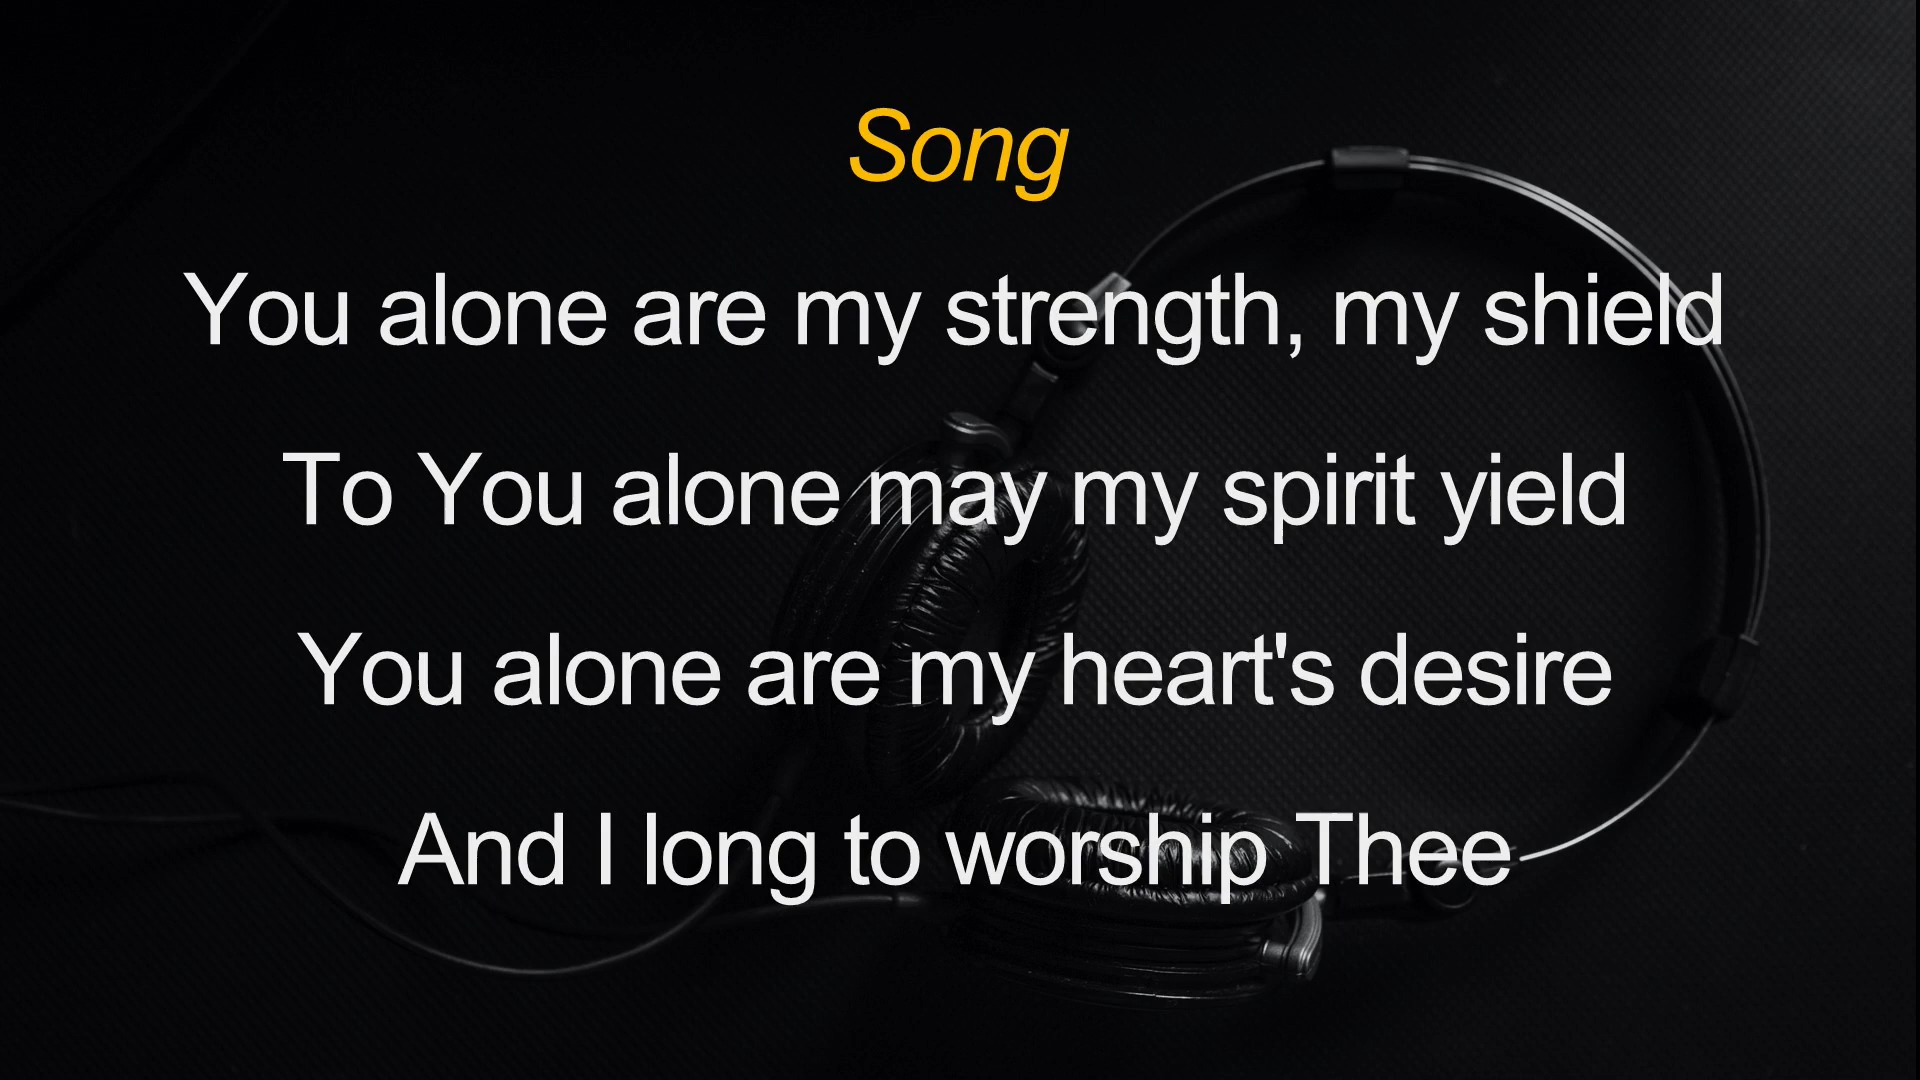 Song
You alone are my strength, my shield
To You alone may my spirit yield
You alone are my heart's desire
And I long to worship Thee